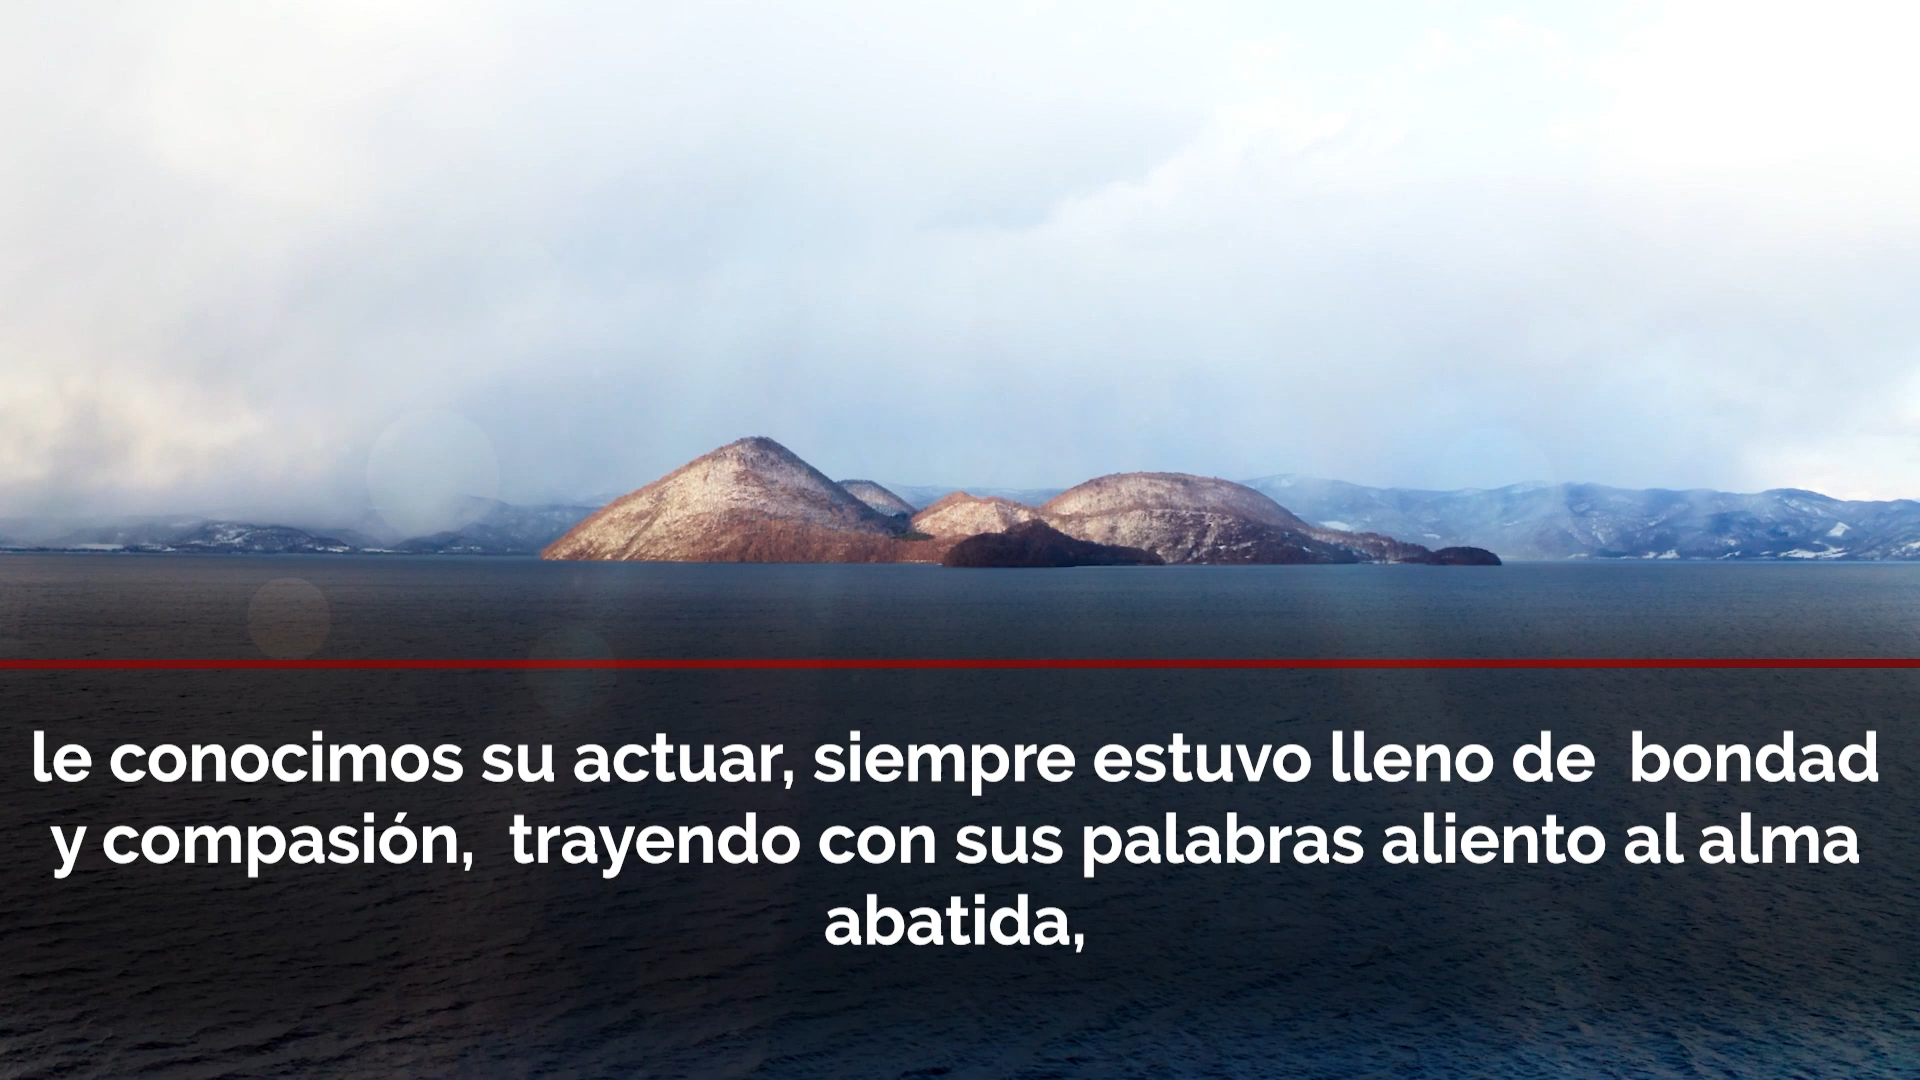 le conocimos su actuar, siempre estuvo lleno de  bondad
y compasión,  trayendo con sus palabras aliento al alma
abatida,